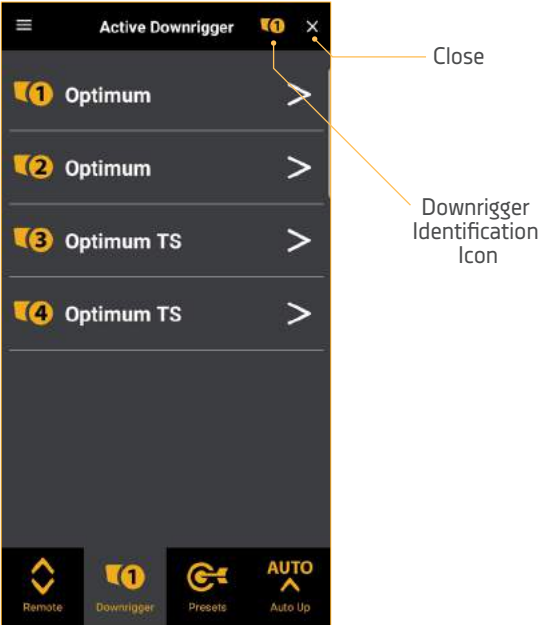 Active Downrigger 1
Close
1 Optimum
2 Optimum
Downrigger
Identification
Icon
3 Optimum TS
4 Optimum TS
1 AUTO
Remote Downrigger Presets Auto Up